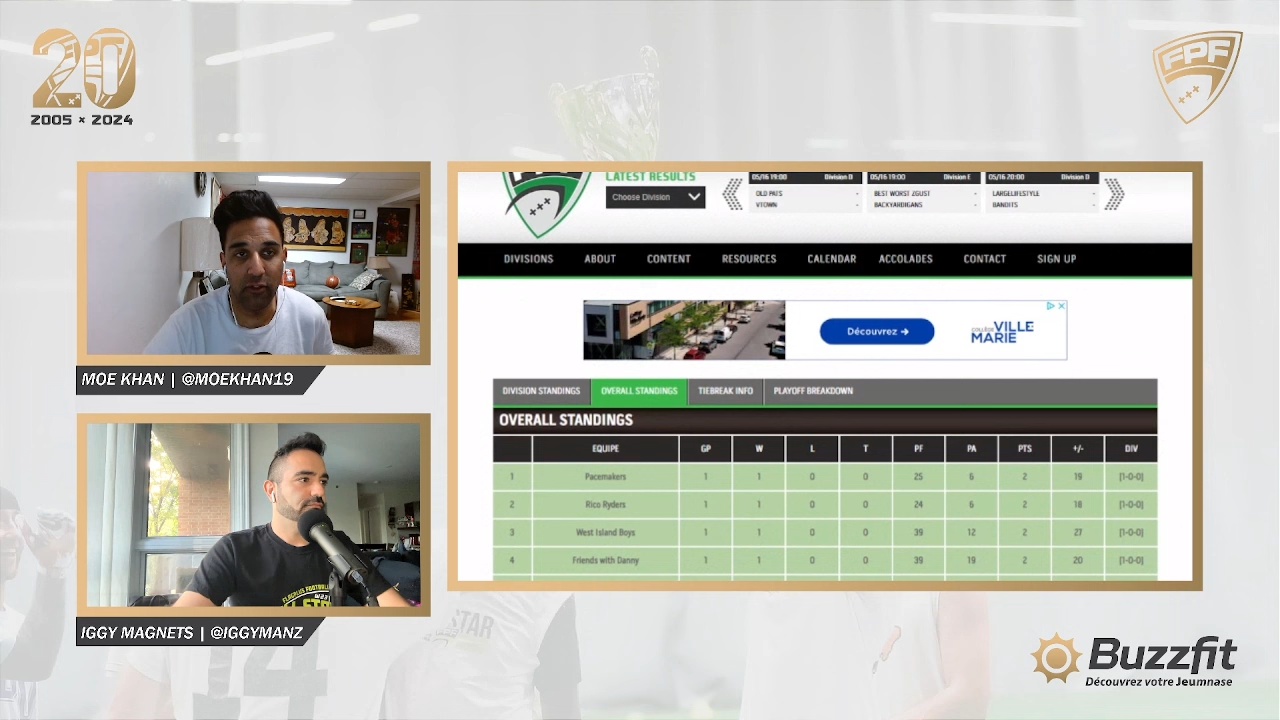 20
2005 × 2024
FPF
MOE KHAN | @MOEKHAN19
IGGY MAGNETS | @IGGYMANZ
LATEST RESULTS
Choose Division
05/16 19:00 Division D
OLD PATS -
VTOWN -
05/16 19:00 Division E
BEST WORST ZGUST -
BACKYARDIGANS -
05/16 20:00 Division D
LARGELIFESTYLE -
BANDITS -
DIVISIONS ABOUT CONTENT RESOURCES CALENDAR ACCOLADES CONTACT SIGN UP
Découvrez →
COLLÈGE VILLE
MARIE
DIVISION STANDINGS OVERALL STANDINGS TIEBREAK INFO PLAYOFF BREAKDOWN
OVERALL STANDINGS
EQUIPE GP W L T PF PA PTS +/- DIV
1 Pacemakers 1 1 0 0 25 6 2 19 [1-0-0]
2 Rico Ryders 1 1 0 0 24 6 2 18 [1-0-0]
3 West Island Boys 1 1 0 0 39 12 2 27 [1-0-0]
4 Friends with Danny 1 1 0 0 39 19 2 20 [1-0-0]
Buzzfit
Découvrez votre Jeumnase